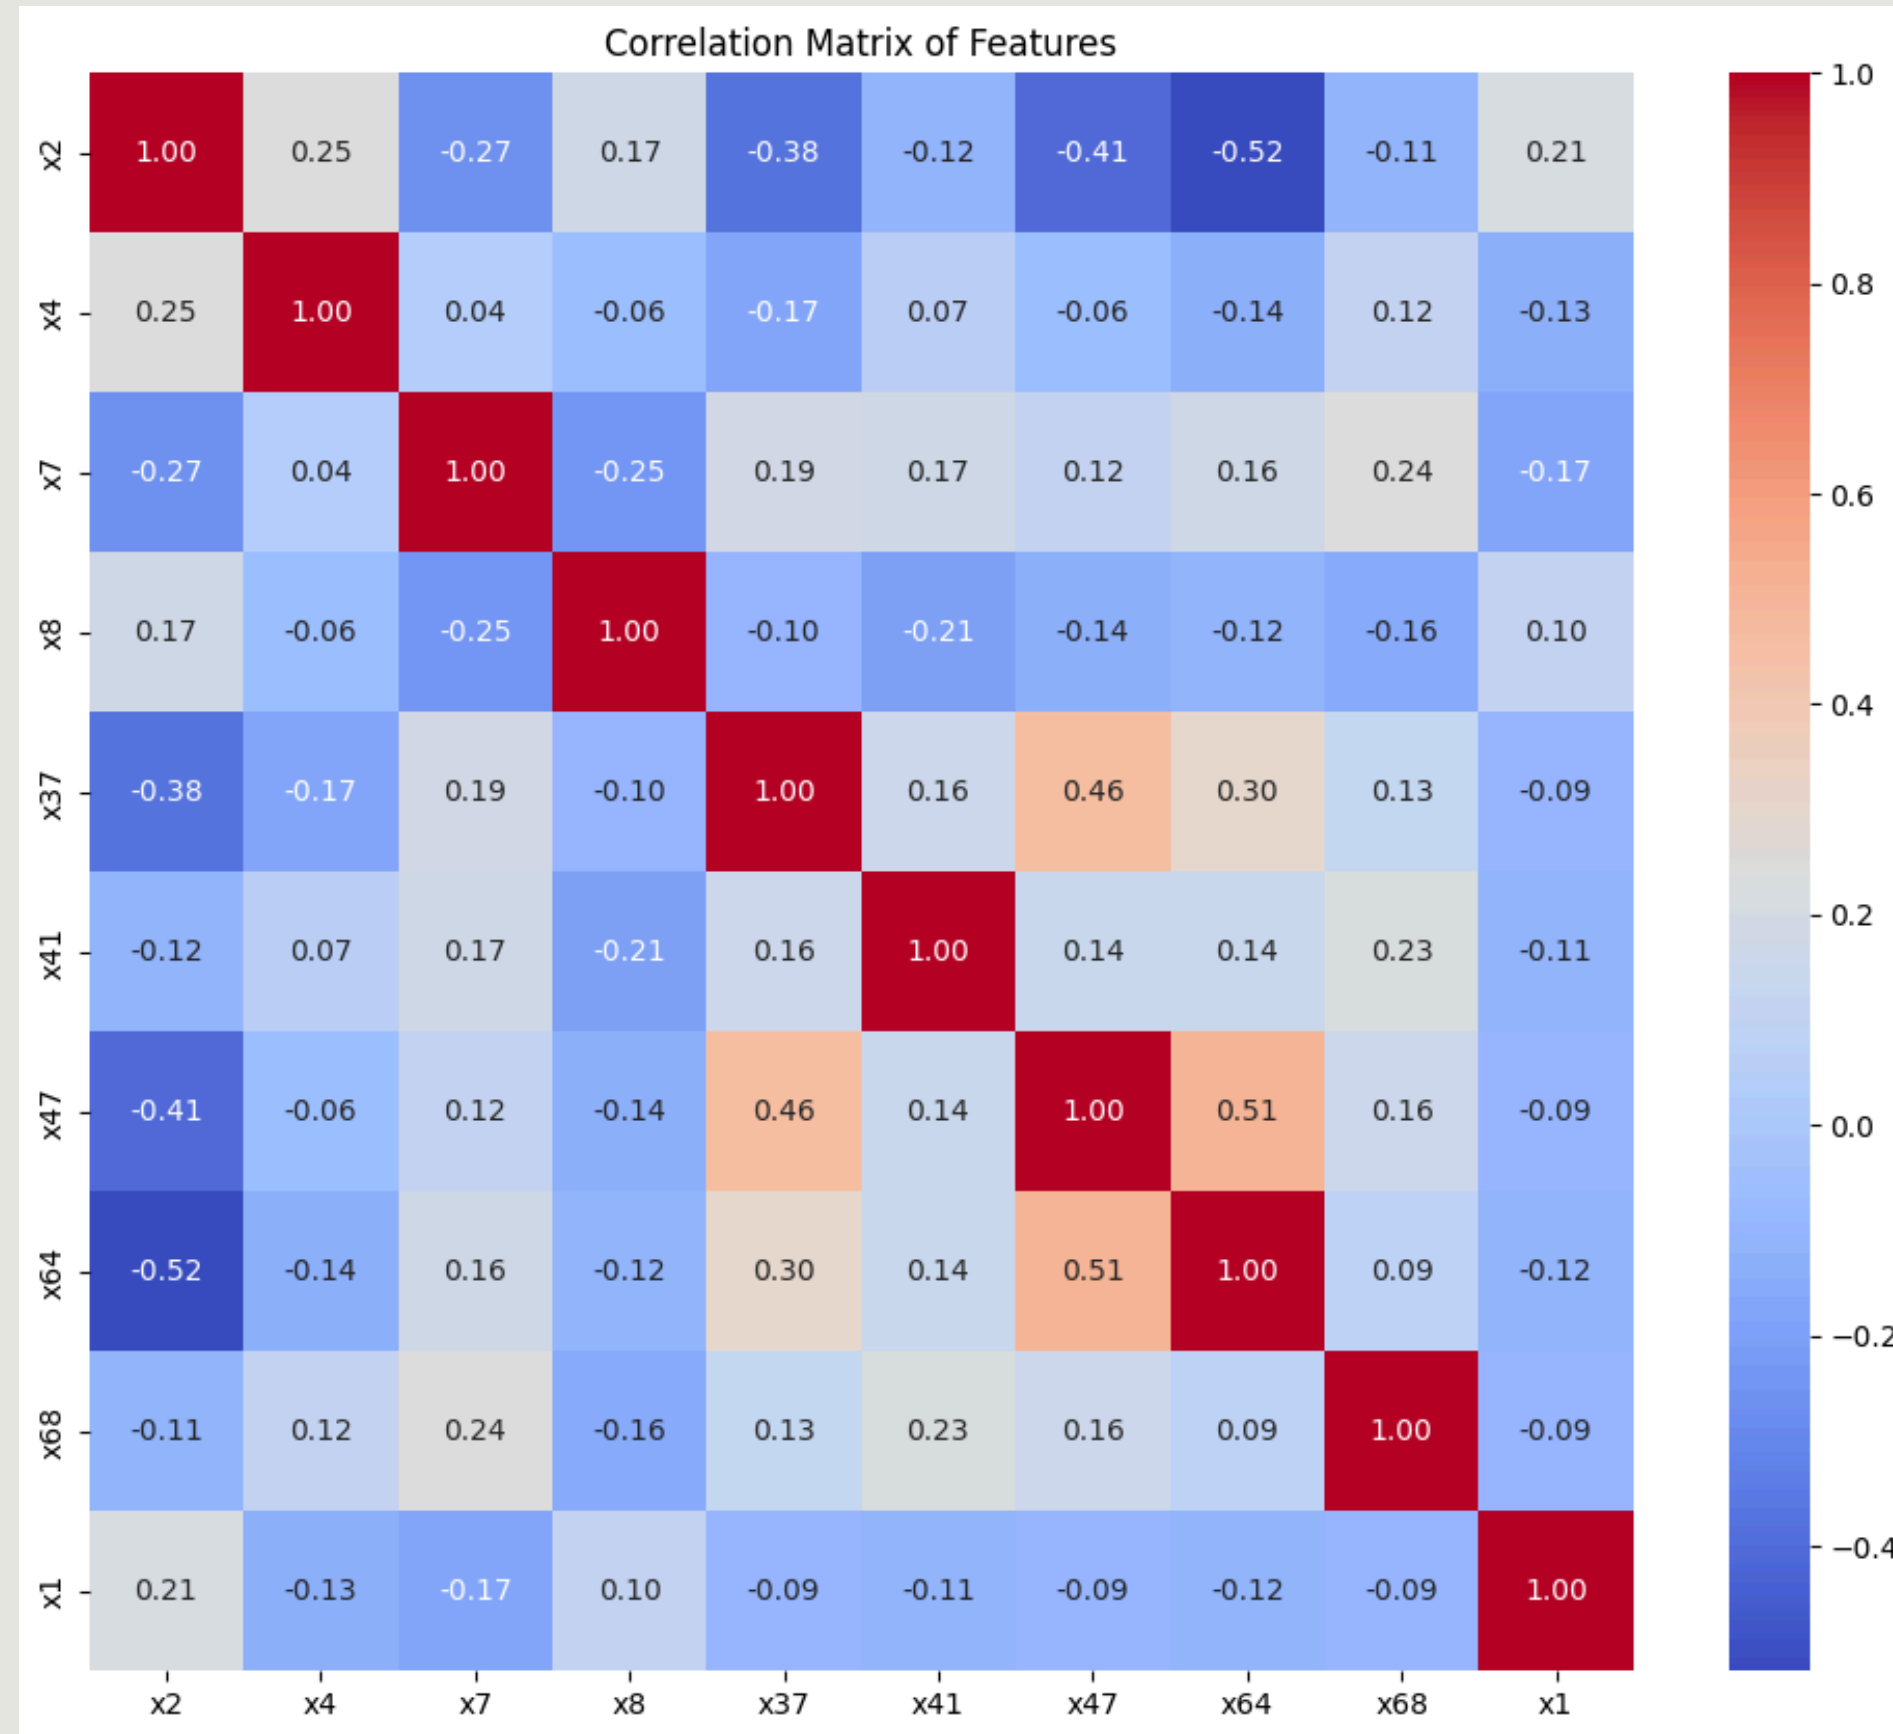 Correlation Matrix of Features
x2 1.00 0.25 -0.27 0.17 -0.38 -0.12 -0.41 -0.52 -0.11 0.21
x4 0.25 1.00 0.04 -0.06 -0.17 0.07 -0.06 -0.14 0.12 -0.13
x7 -0.27 0.04 1.00 -0.25 0.19 0.17 0.12 0.16 0.24 -0.17
x8 0.17 -0.06 -0.25 1.00 -0.10 -0.21 -0.14 -0.12 -0.16 0.10
x37 -0.38 -0.17 0.19 -0.10 1.00 0.16 0.46 0.30 0.13 -0.09
x41 -0.12 0.07 0.17 -0.21 0.16 1.00 0.14 0.14 0.23 -0.11
x47 -0.41 -0.06 0.12 -0.14 0.46 0.14 1.00 0.51 0.16 -0.09
x64 -0.52 -0.14 0.16 -0.12 0.30 0.14 0.51 1.00 0.09 -0.12
x68 -0.11 0.12 0.24 -0.16 0.13 0.23 0.16 0.09 1.00 -0.09
x1 0.21 -0.13 -0.17 0.10 -0.09 -0.11 -0.09 -0.12 -0.09 1.00
x2 x4 x7 x8 x37 x41 x47 x64 x68 x1
1.0
0.8
0.6
0.4
0.2
0.0
−0.2
−0.4